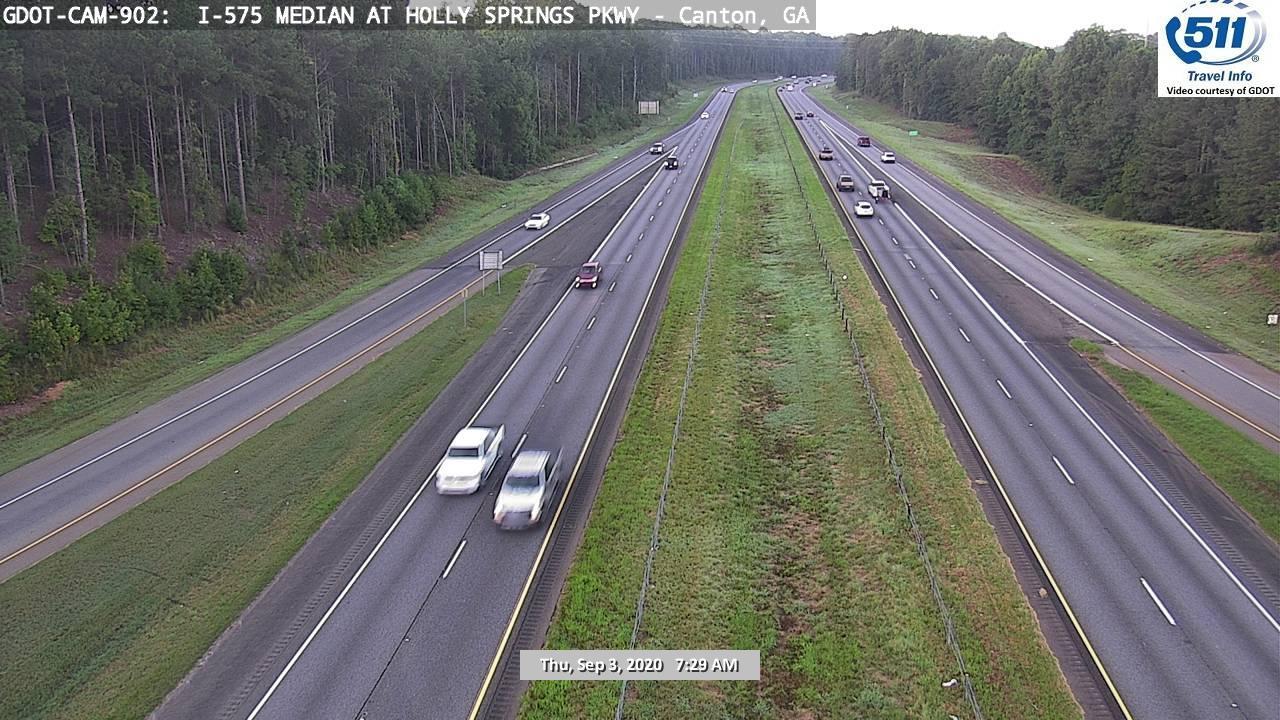 GDOT-CAM-902: I-575 MEDIAN AT HOLLY SPRINGS PKWY - Canton, GA
511
Travel Info
Video courtesy of GDOT
Thu, Sep 3, 2020 7:29 AM